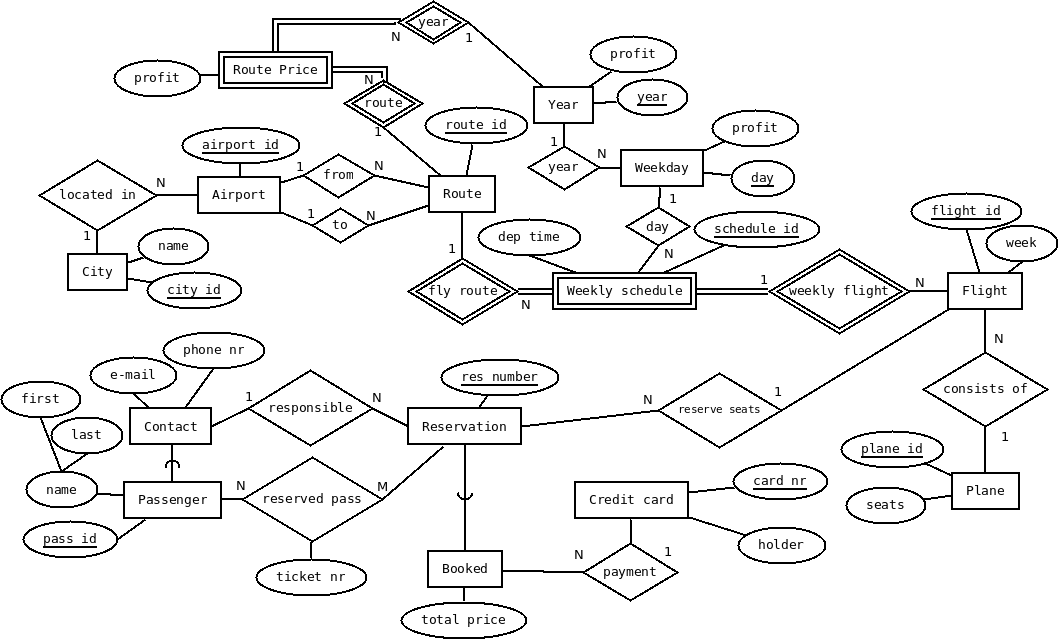 year
N
1
Route Price
profit
N
route
1
profit
year
Year
route id
1
year
N
Weekday
profit
day
airport id
located in
N
Airport
1
from
N
1
to
N
Route
1
City
name
city id
1
day
N
dep time
schedule id
1
fly route
N
Weekly schedule
1
weekly flight
N
Flight
flight id
week
N
consists of
1
plane id
seats
Plane
phone nr
e-mail
first
last
name
Contact
1
responsible
N
res number
Reservation
N
reserve seats
1
Passenger
pass id
N
reserved pass
M
ticket nr
Credit card
card nr
holder
Booked
N
payment
1
total price